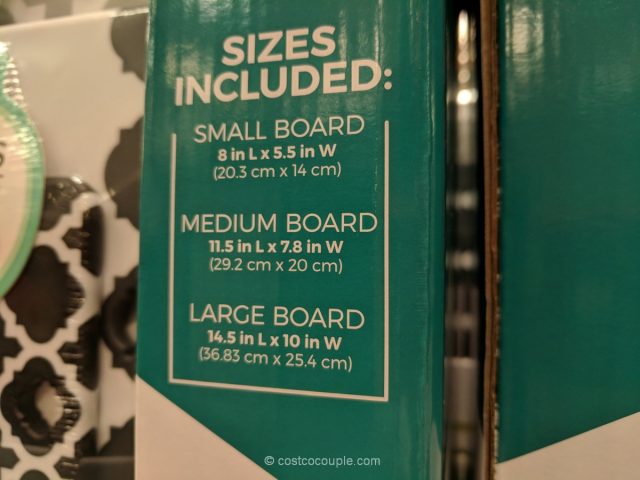 SIZES
INCLUDED:
SMALL BOARD
8 in L x 5.5 in W
(20.3 cm x 14 cm)
MEDIUM BOARD
11.5 in L x 7.8 in W
(29.2 cm x 20 cm)
LARGE BOARD
14.5 in L x 10 in W
(36.83 cm x 25.4 cm)
© costcocouple.com